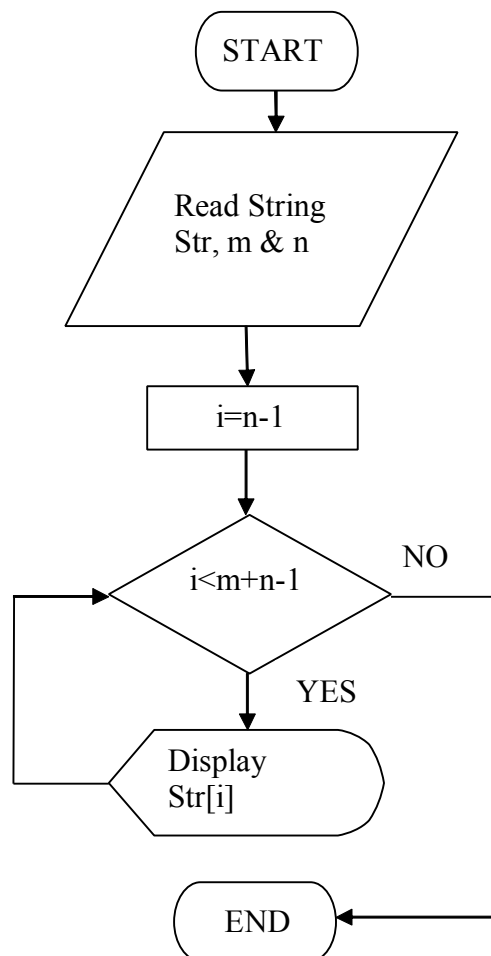 START
Read String
Str, m & n
i=n-1
i<m+n-1
NO
YES
Display
Str[i]
END